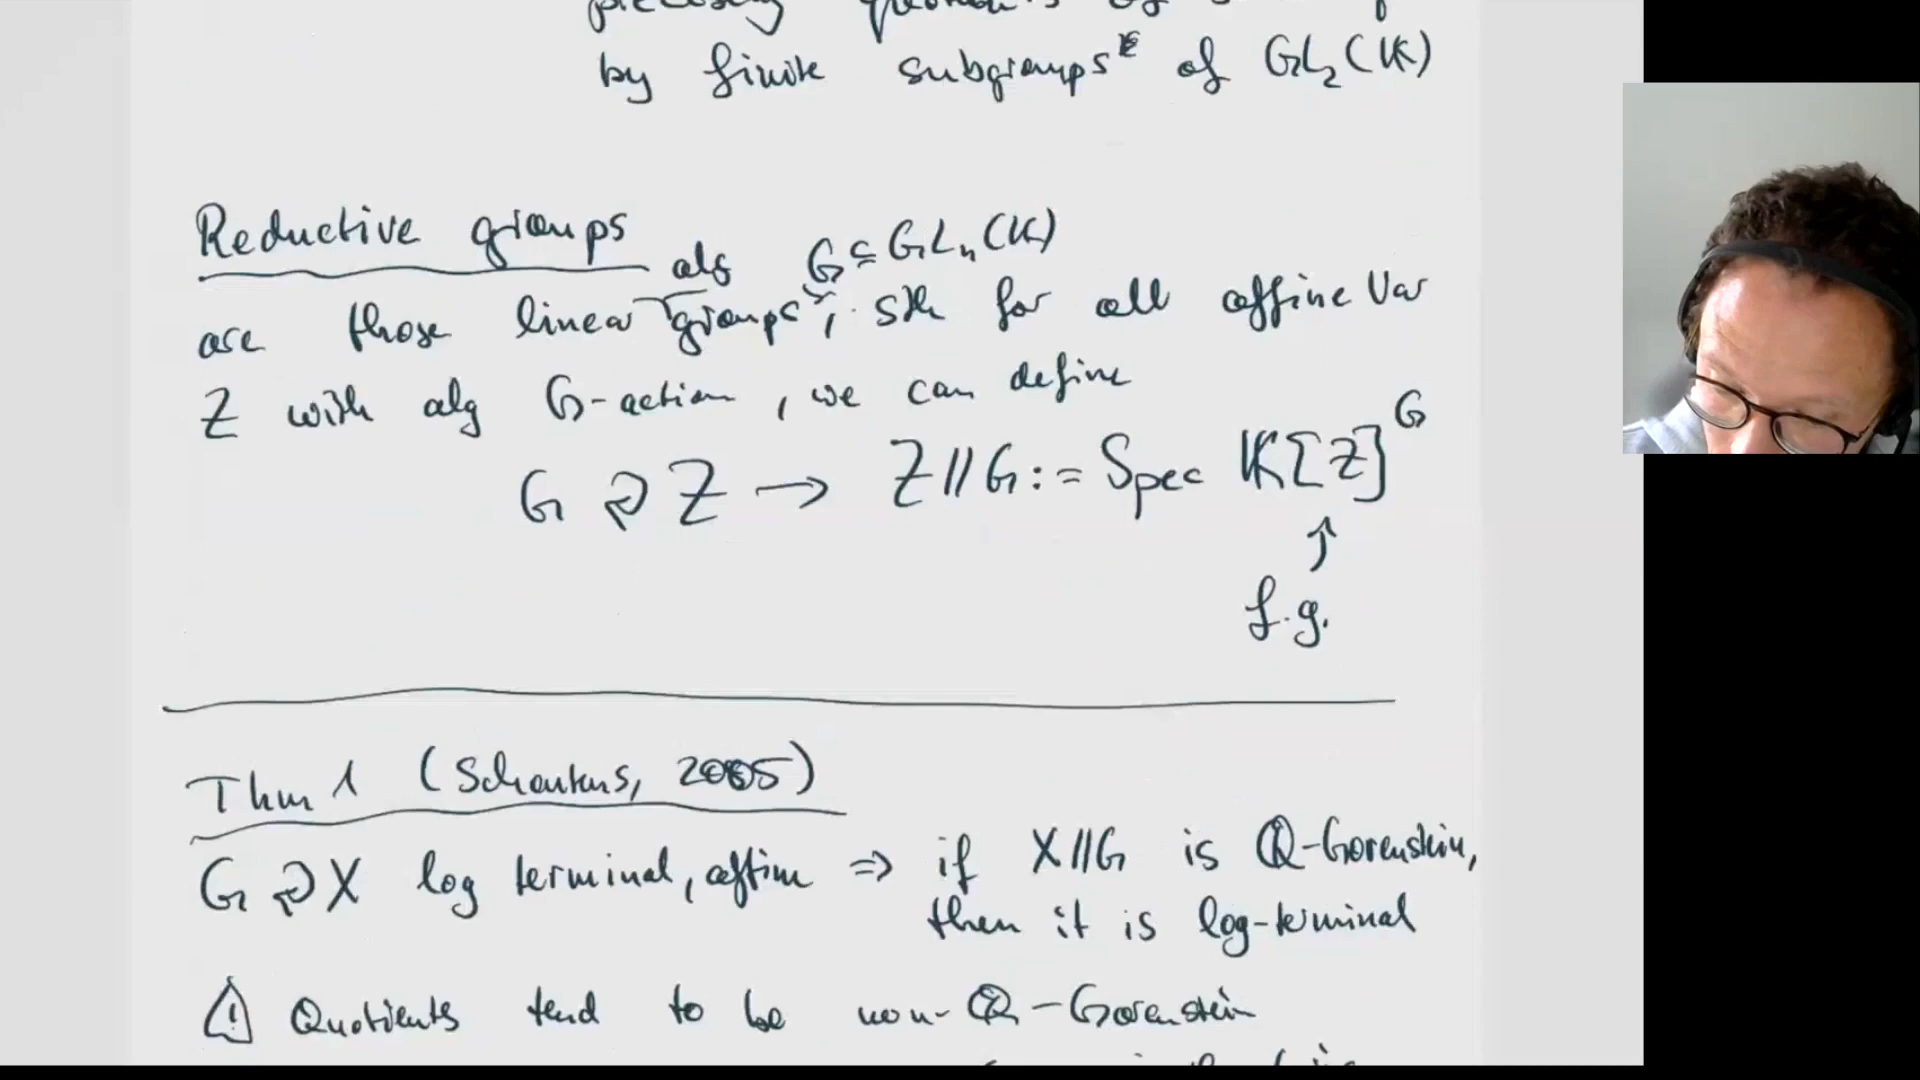 by finite subgroups of GL₂(𝕂)
Reductive groups
alg G ⊆ GLₙ(𝕂)
are those linear groups, sth for all affine Var
Z with alg G-action, we can define
G ⟳ Z → Z//G := Spec 𝕂[Z]^G
↑
f.g.
Thm 1 (Schoutens, 2005)
G ⟳ X log terminal, affine ⇒ if X//G is ℚ-Gorenstein,
then it is log-terminal
⚠ Quotients tend to be non-ℚ-Gorenstein